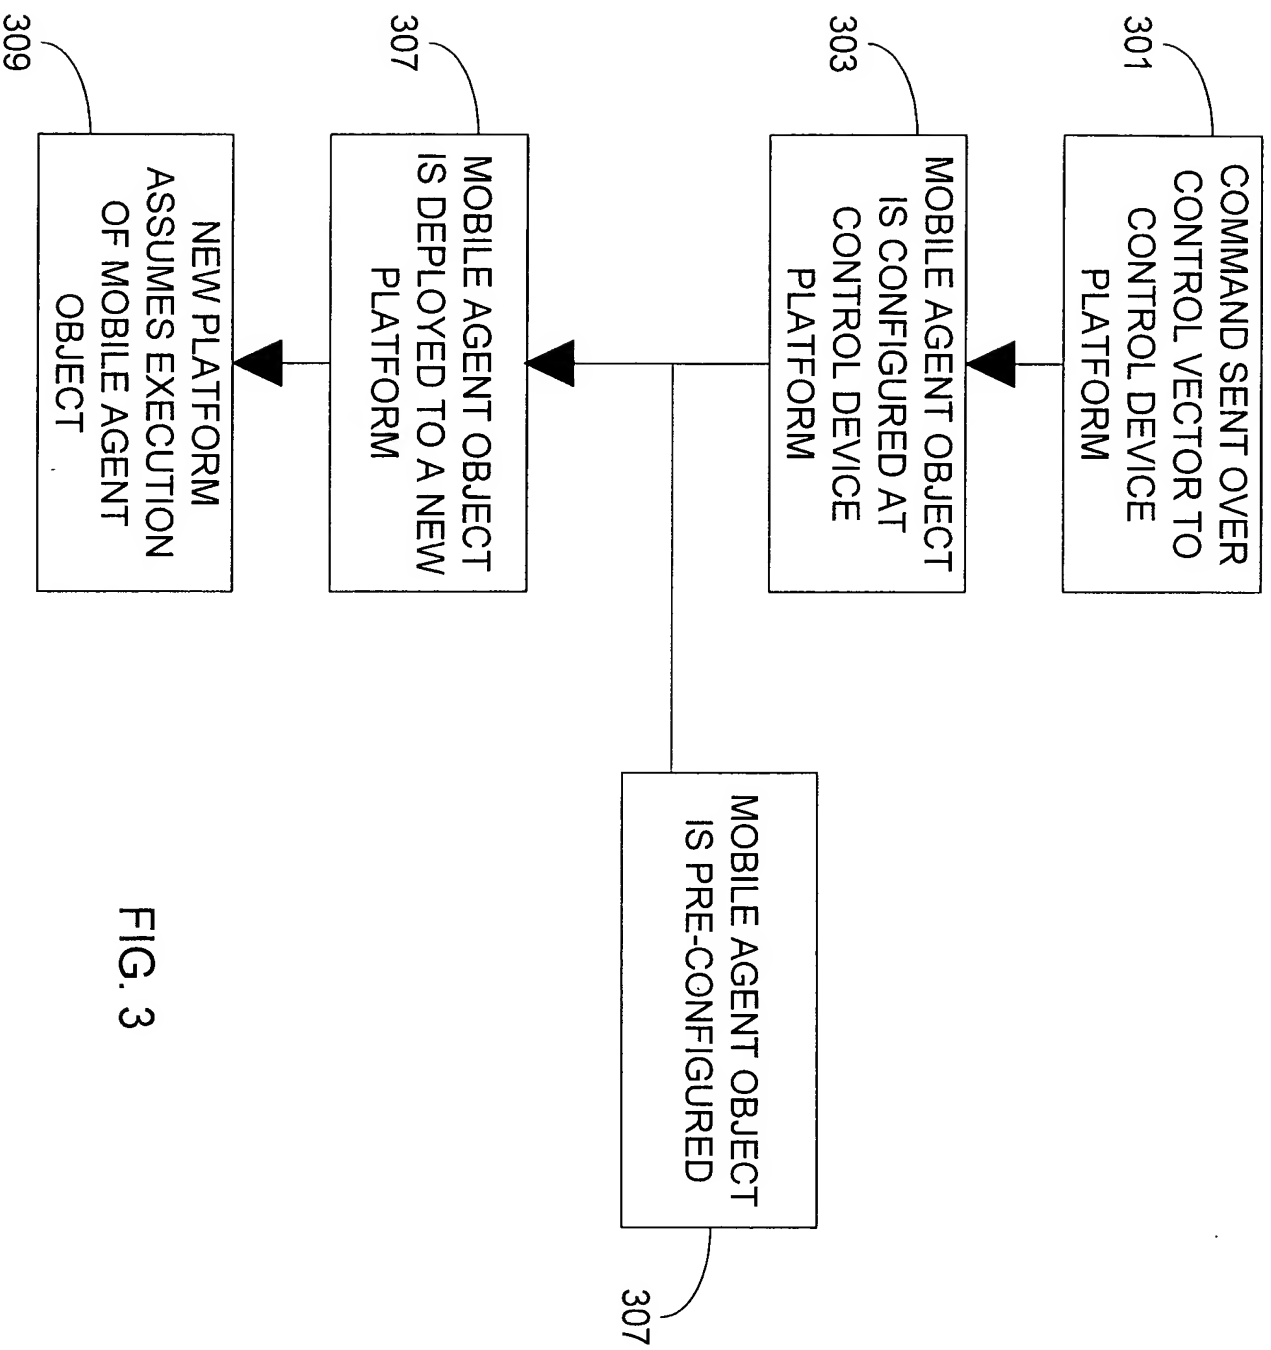 301
COMMAND SENT OVER
CONTROL VECTOR TO
CONTROL DEVICE
PLATFORM
303
MOBILE AGENT OBJECT
IS CONFIGURED AT
CONTROL DEVICE
PLATFORM
MOBILE AGENT OBJECT
IS PRE-CONFIGURED
307
307
MOBILE AGENT OBJECT
IS DEPLOYED TO A NEW
PLATFORM
309
NEW PLATFORM
ASSUMES EXECUTION
OF MOBILE AGENT
OBJECT
FIG. 3